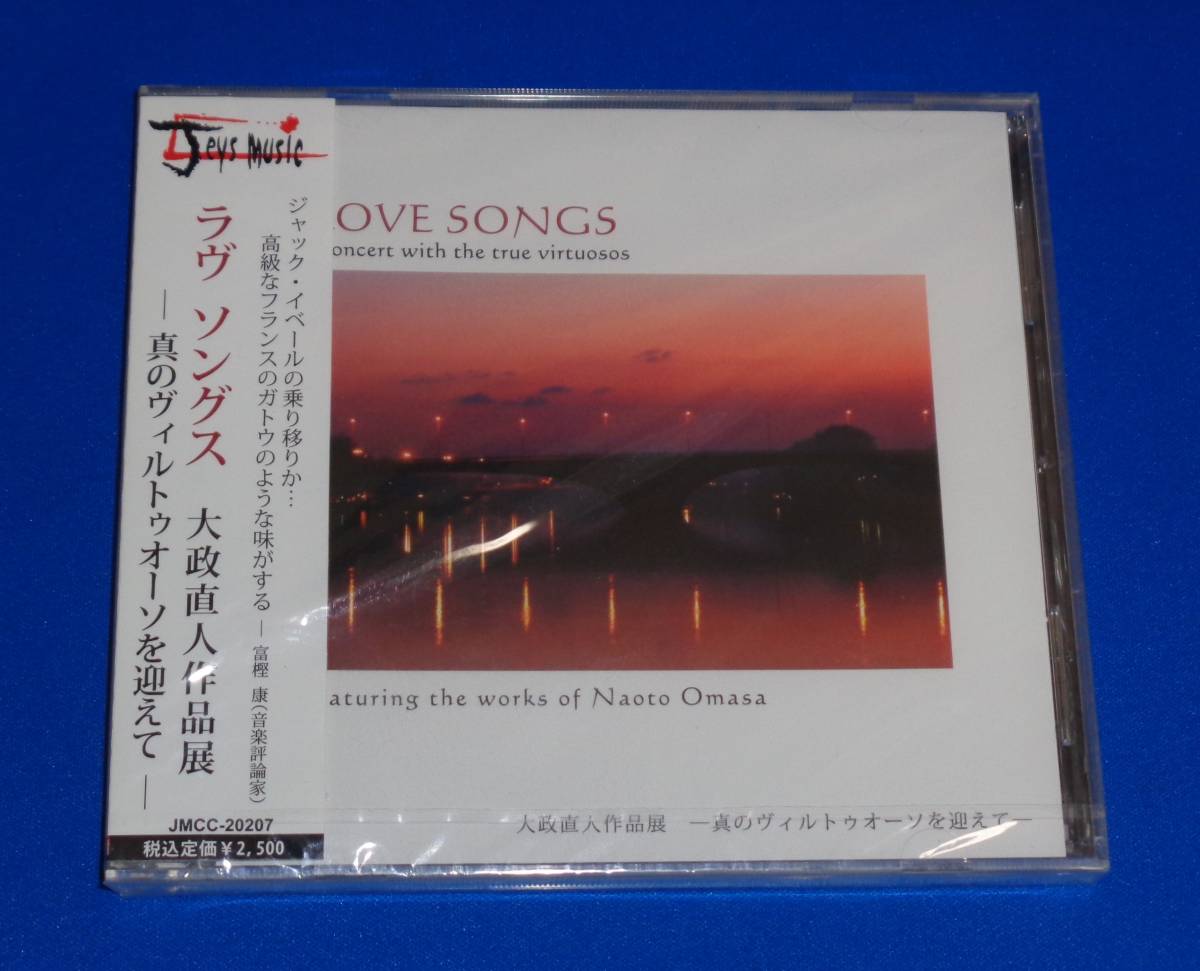 Jeys Music
ジャック・イベールの乗り移りか…
高級なフランスのガトウのような味がする ― 富樫 康(音楽評論家)
ラヴ ソングス 大政直人作品展
― 真のヴィルトゥオーソを迎えて ―
JMCC-20207
税込定価¥2,500
OVE SONGS
oncert with the true virtuosos
aturing the works of Naoto Omasa
大政直人作品展 ―真のヴィルトゥオーソを迎えて―